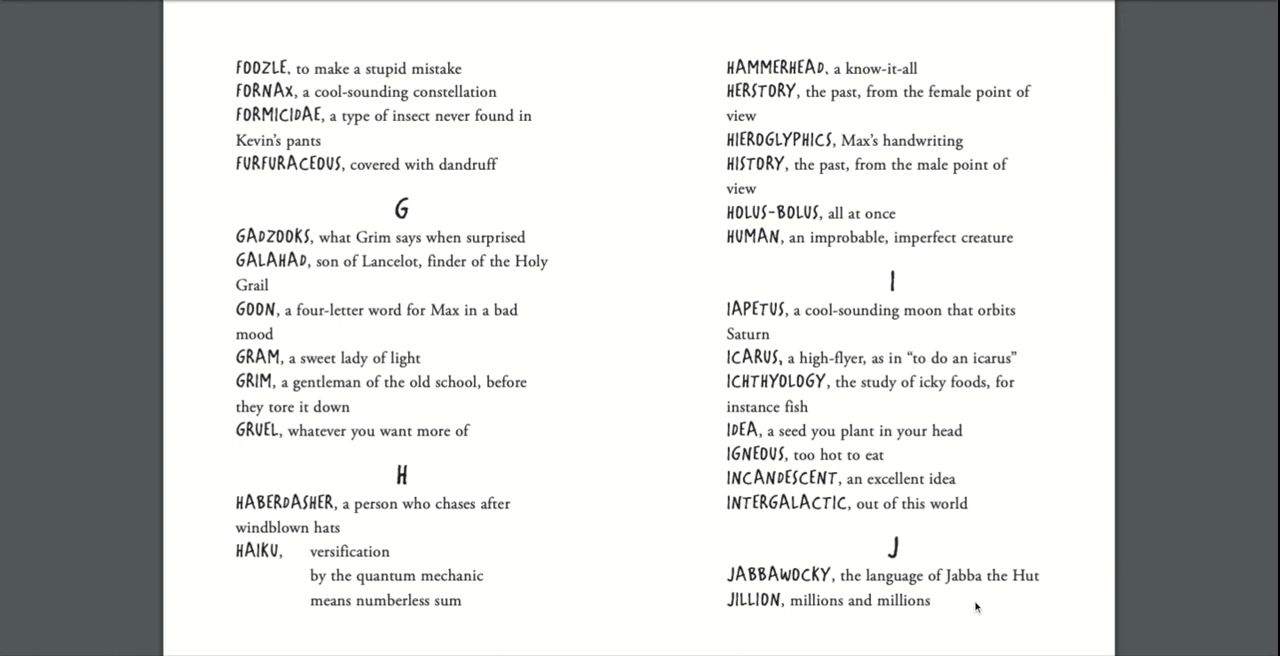 FOOZLE, to make a stupid mistake
FORNAX, a cool-sounding constellation
FORMICIDAE, a type of insect never found in
Kevin's pants
FURFURACEOUS, covered with dandruff
G
GADZOOKS, what Grim says when surprised
GALAHAD, son of Lancelot, finder of the Holy
Grail
GOON, a four-letter word for Max in a bad
mood
GRAM, a sweet lady of light
GRIM, a gentleman of the old school, before
they tore it down
GRUEL, whatever you want more of
H
HABERDASHER, a person who chases after
windblown hats
HAIKU, versification
by the quantum mechanic
means numberless sum
HAMMERHEAD, a know-it-all
HERSTORY, the past, from the female point of
view
HIEROGLYPHICS, Max's handwriting
HISTORY, the past, from the male point of
view
HOLUS-BOLUS, all at once
HUMAN, an improbable, imperfect creature
I
IAPETUS, a cool-sounding moon that orbits
Saturn
ICARUS, a high-flyer, as in "to do an icarus"
ICHTHYOLOGY, the study of icky foods, for
instance fish
IDEA, a seed you plant in your head
IGNEOUS, too hot to eat
INCANDESCENT, an excellent idea
INTERGALACTIC, out of this world
J
JABBAWOCKY, the language of Jabba the Hut
JILLION, millions and millions